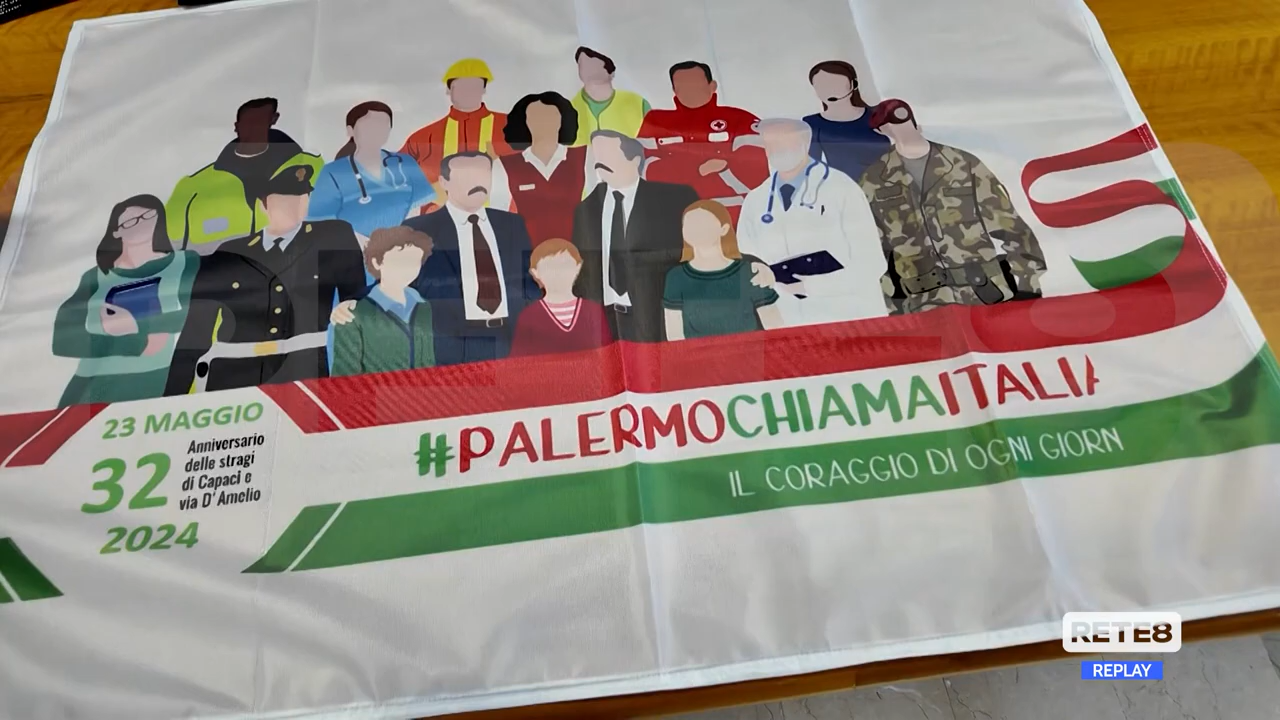 23 MAGGIO
32
Anniversario
delle stragi
di Capaci e
via D'Amelio
2024
#PALERMOCHIAMAITALIA
IL CORAGGIO DI OGNI GIORN
RETE8
REPLAY